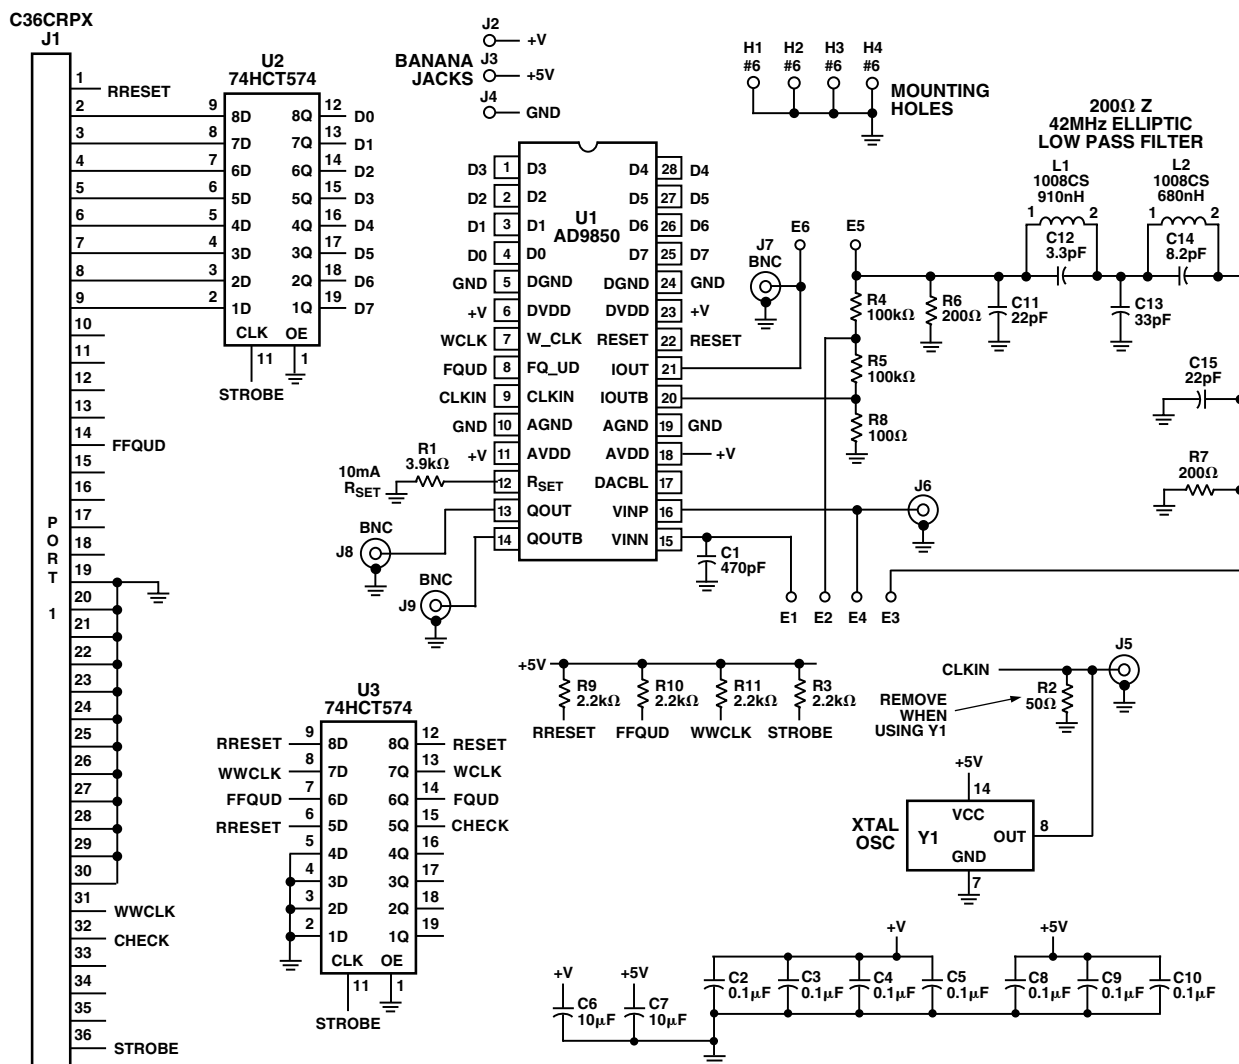 C36CRPX
J1
1
RRESET
2
3
4
5
6
7
8
9
10
11
12
13
14
FFQUD
15
16
17
18
19
20
21
22
23
24
25
26
27
28
29
30
31
WWCLK
32
CHECK
33
34
35
36
STROBE
PORT 1
U2
74HCT574
9 8D 8Q 12 D0
8 7D 7Q 13 D1
7 6D 6Q 14 D2
6 5D 5Q 15 D3
5 4D 4Q 16 D4
4 3D 3Q 17 D5
3 2D 2Q 18 D6
2 1D 1Q 19 D7
CLK OE
11 1
STROBE
J2
+V
BANANA
JACKS
J3
+5V
J4
GND
H1 H2 H3 H4
#6 #6 #6 #6
MOUNTING
HOLES
U1
AD9850
D3 1 D3 D4 28 D4
D2 2 D2 D5 27 D5
D1 3 D1 D6 26 D6
D0 4 D0 D7 25 D7
GND 5 DGND DGND 24 GND
+V 6 DVDD DVDD 23 +V
WCLK 7 W_CLK RESET 22 RESET
FQUD 8 FQ_UD IOUT 21
CLKIN 9 CLKIN IOUTB 20
GND 10 AGND AGND 19 GND
+V 11 AVDD AVDD 18 +V
12 RSET DACBL 17
13 QOUT VINP 16
14 QOUTB VINN 15
R1
3.9kΩ
10mA
RSET
BNC
J8
BNC
J9
J7
BNC
E6
E5
R4
100kΩ
R5
100kΩ
R8
100Ω
R6
200Ω
C11
22pF
200Ω Z
42MHz ELLIPTIC
LOW PASS FILTER
L1
1008CS
910nH
1 2
C12
3.3pF
L2
1008CS
680nH
1 2
C14
8.2pF
C13
33pF
C15
22pF
R7
200Ω
J6
C1
470pF
E1 E2 E4 E3
+5V
R9
2.2kΩ
R10
2.2kΩ
R11
2.2kΩ
R3
2.2kΩ
RRESET FFQUD WWCLK STROBE
CLKIN
J5
R2
50Ω
REMOVE
WHEN
USING Y1
+5V
14
VCC
XTAL
OSC
Y1
OUT
8
GND
7
U3
74HCT574
RRESET 9 8D 8Q 12 RESET
WWCLK 8 7D 7Q 13 WCLK
FFQUD 7 6D 6Q 14 FQUD
RRESET 6 5D 5Q 15 CHECK
5 4D 4Q 16
4 3D 3Q 17
3 2D 2Q 18
2 1D 1Q 19
CLK OE
11 1
STROBE
+V
C6
10µF
+5V
C7
10µF
+V
C2
0.1µF
C3
0.1µF
C4
0.1µF
C5
0.1µF
+5V
C8
0.1µF
C9
0.1µF
C10
0.1µF